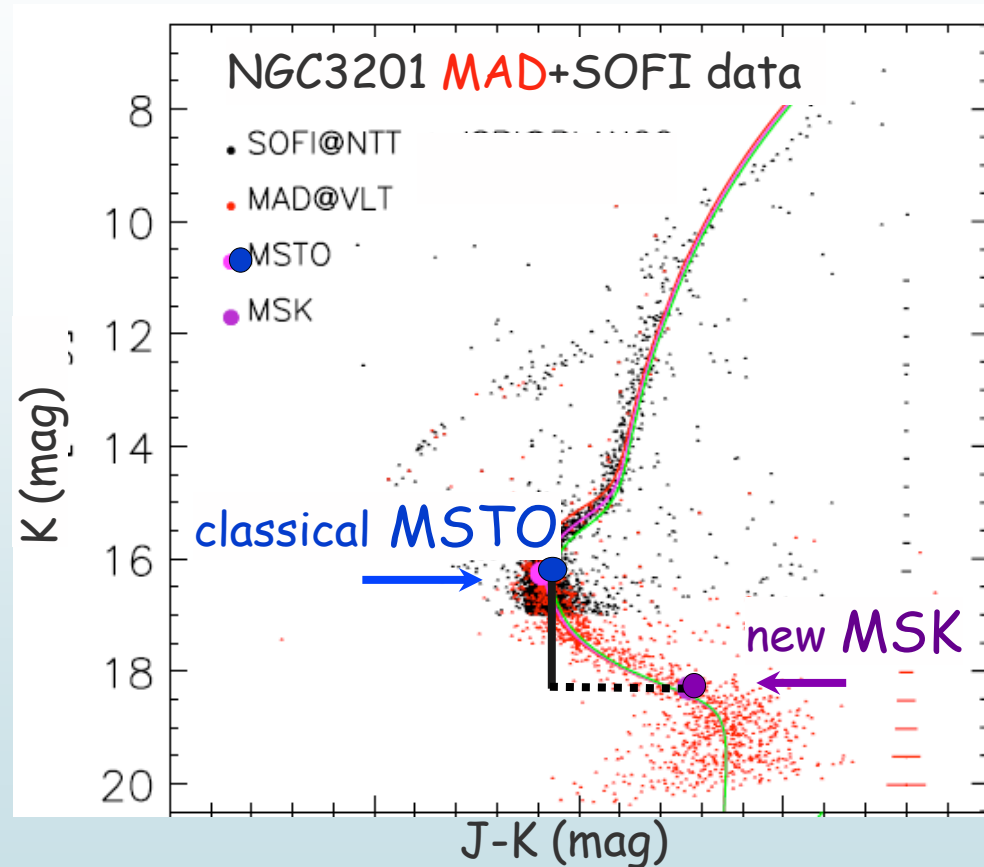 NGC3201 MAD+SOFI data
SOFI@NTT
MAD@VLT
MSTO
MSK
8
10
12
14
16
18
20
K (mag)
classical MSTO
new MSK
J-K (mag)